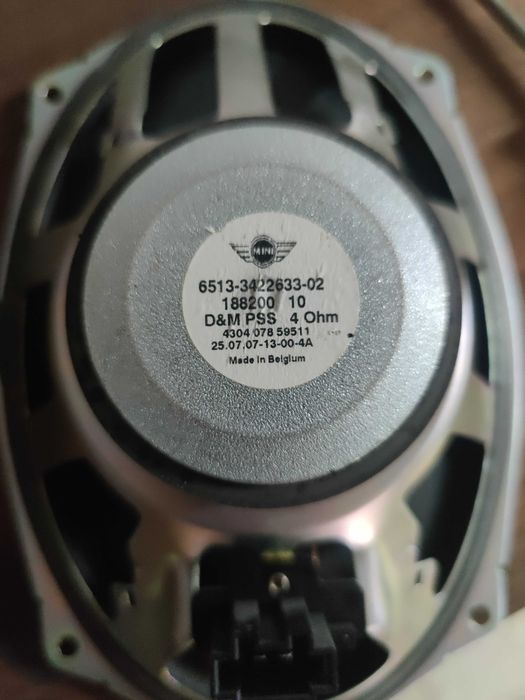 MINI
6513-3422633-02
188200 10
D&M PSS 4 Ohm
4304 078 59511
25.07.07-13-00-4A
Made in Belgium